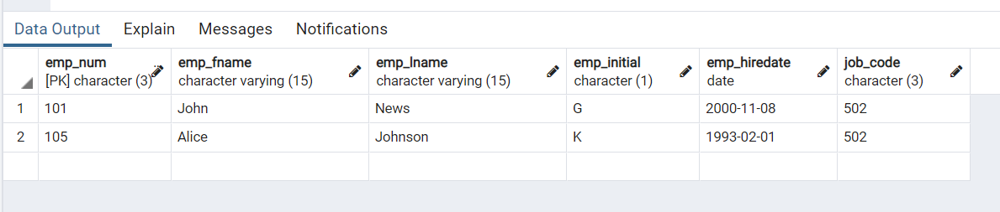 Data Output Explain Messages Notifications
emp_num emp_fname emp_lname emp_initial emp_hiredate job_code
[PK] character (3) character varying (15) character varying (15) character (1) date character (3)
1 101 John News G 2000-11-08 502
2 105 Alice Johnson K 1993-02-01 502